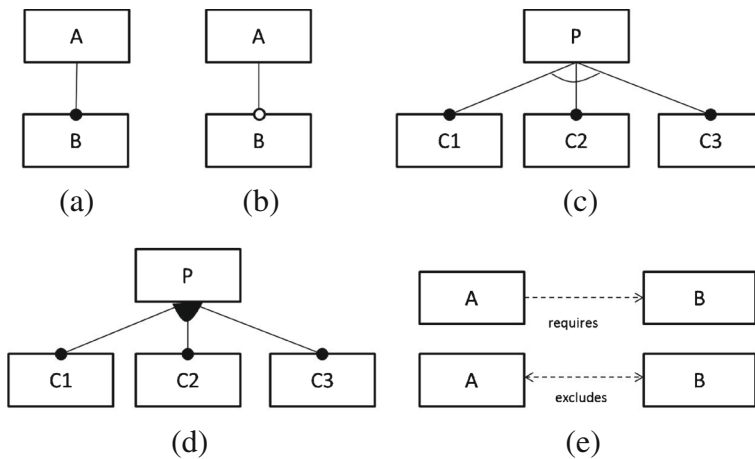 A A P
B B C1 C2 C3
(a) (b) (c)
P
A B
requires
C1 C2 C3 A B
excludes
(d) (e)